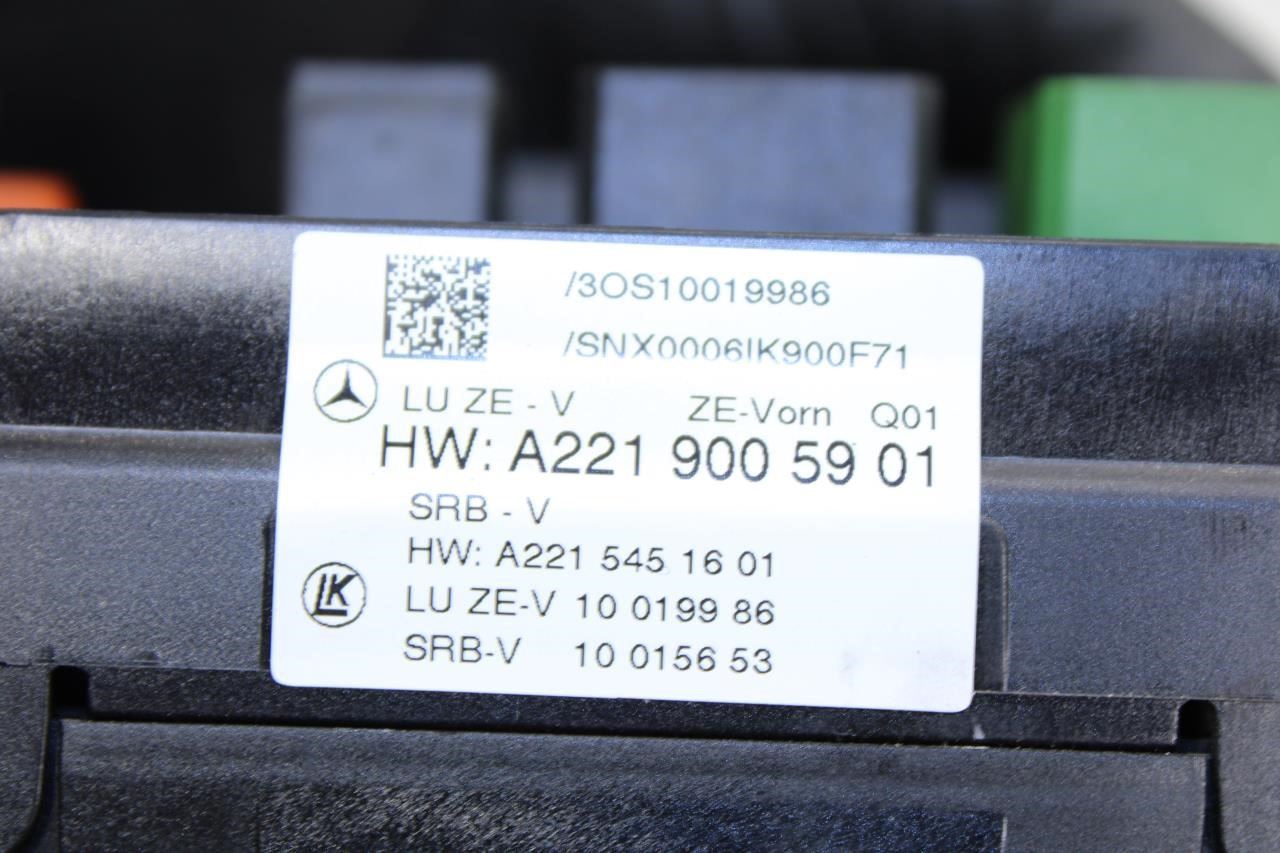 /3OS10019986
/SNX0006IK900F71
LU ZE - V ZE-Vorn Q01
HW: A221 900 59 01
SRB - V
HW: A221 545 16 01
LK
LU ZE-V 10 0199 86
SRB-V 10 0156 53